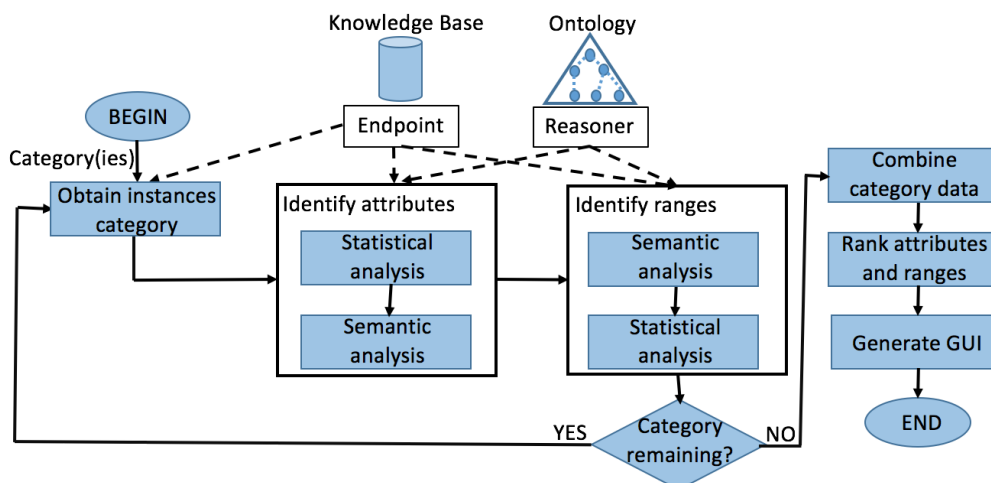 Knowledge Base
Ontology
BEGIN
Endpoint
Reasoner
Category(ies)
Obtain instances
category
Identify attributes
Statistical
analysis
Semantic
analysis
Identify ranges
Semantic
analysis
Statistical
analysis
Category
remaining?
YES
NO
Combine
category data
Rank attributes
and ranges
Generate GUI
END